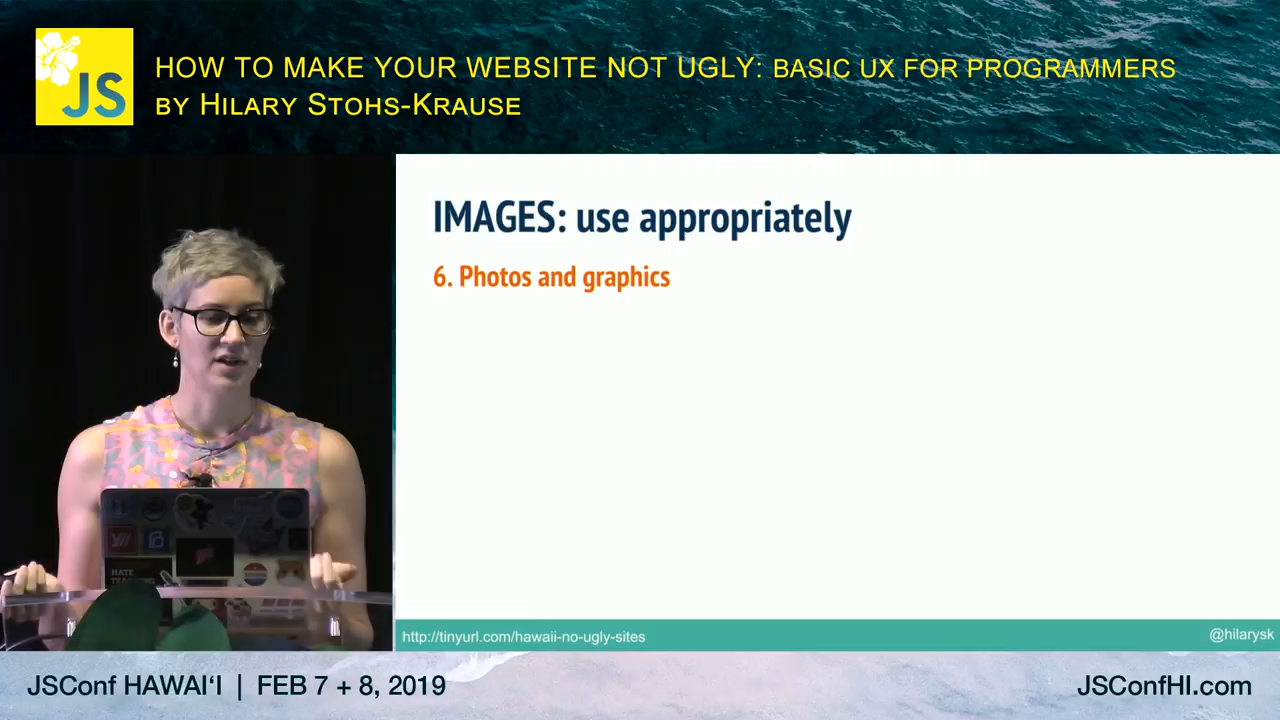 JS
HOW TO MAKE YOUR WEBSITE NOT UGLY: BASIC UX FOR PROGRAMMERS
BY HILARY STOHS-KRAUSE
IMAGES: use appropriately
6. Photos and graphics
HATE
http://tinyurl.com/hawaii-no-ugly-sites
@hilarysk
JSConf HAWAIʻI | FEB 7 + 8, 2019
JSConfHI.com